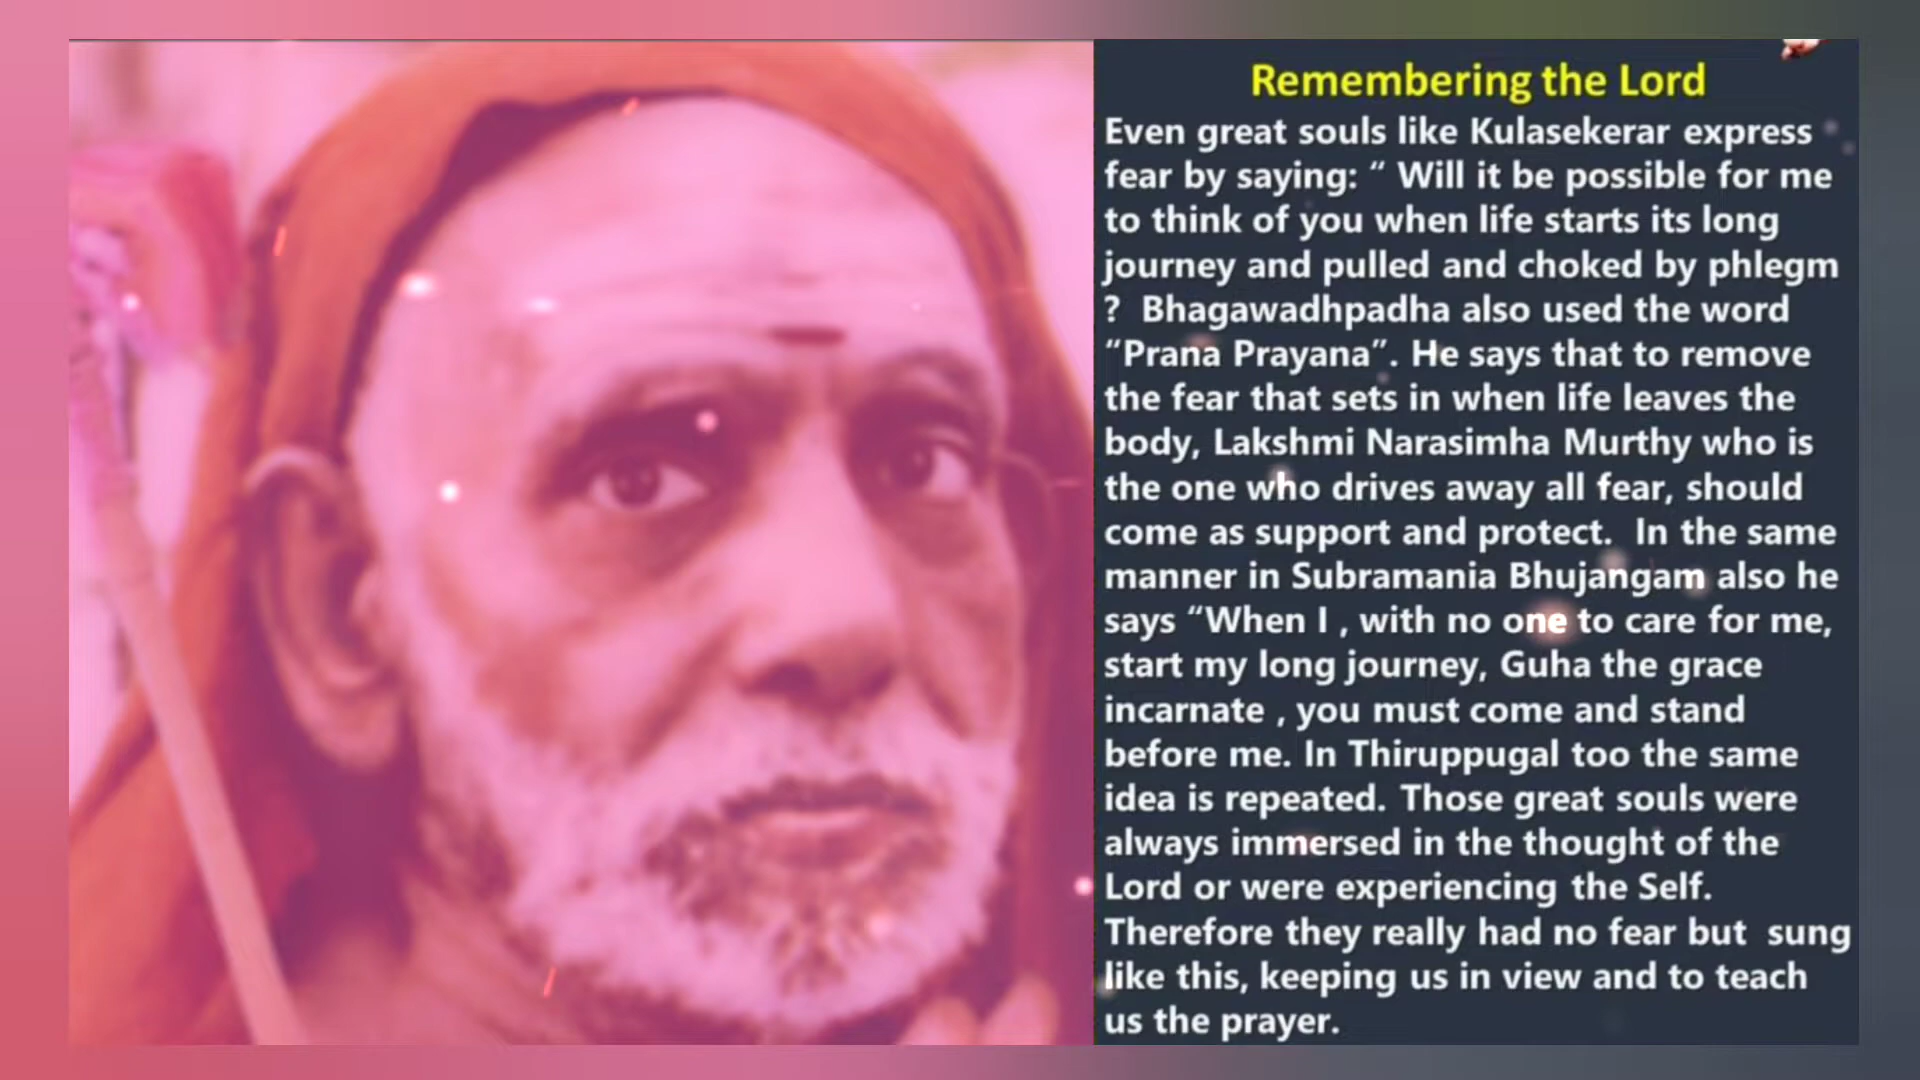 Remembering the Lord
Even great souls like Kulasekerar express
fear by saying: “ Will it be possible for me
to think of you when life starts its long
journey and pulled and choked by phlegm
?  Bhagawadhpadha also used the word
“Prana Prayana”. He says that to remove
the fear that sets in when life leaves the
body, Lakshmi Narasimha Murthy who is
the one who drives away all fear, should
come as support and protect.  In the same
manner in Subramania Bhujangam also he
says “When I , with no one to care for me,
start my long journey, Guha the grace
incarnate , you must come and stand
before me. In Thiruppugal too the same
idea is repeated. Those great souls were
always immersed in the thought of the
Lord or were experiencing the Self.
Therefore they really had no fear but  sung
like this, keeping us in view and to teach
us the prayer.